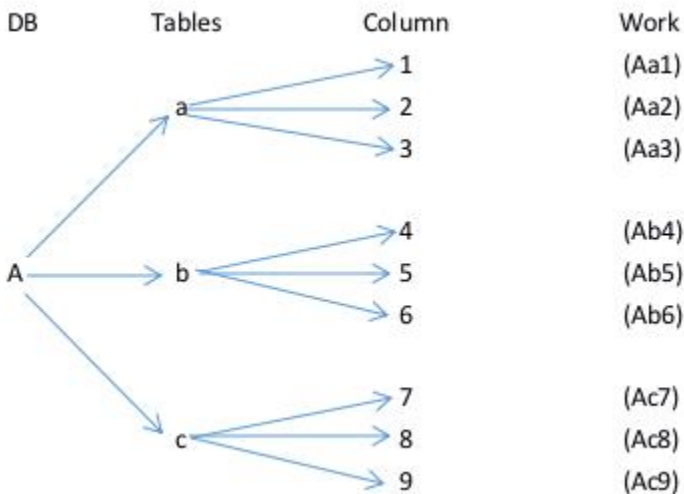 DB Tables Column Work
1 (Aa1)
a 2 (Aa2)
3 (Aa3)
4 (Ab4)
A b 5 (Ab5)
6 (Ab6)
7 (Ac7)
c 8 (Ac8)
9 (Ac9)